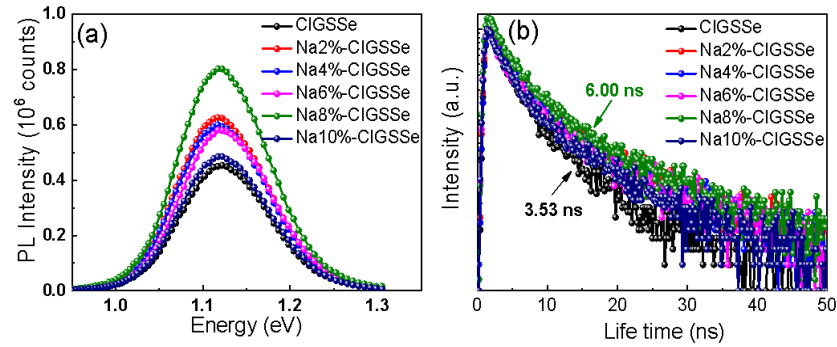 (a)
CIGSSe
Na2%-CIGSSe
Na4%-CIGSSe
Na6%-CIGSSe
Na8%-CIGSSe
Na10%-CIGSSe
PL Intensity (10⁶ counts)
1.0
0.8
0.6
0.4
0.2
0.0
1.0 1.1 1.2 1.3
Energy (eV)
(b)
CIGSSe
Na2%-CIGSSe
Na4%-CIGSSe
Na6%-CIGSSe
Na8%-CIGSSe
Na10%-CIGSSe
6.00 ns
3.53 ns
Intensity (a.u.)
0 10 20 30 40 50
Life time (ns)